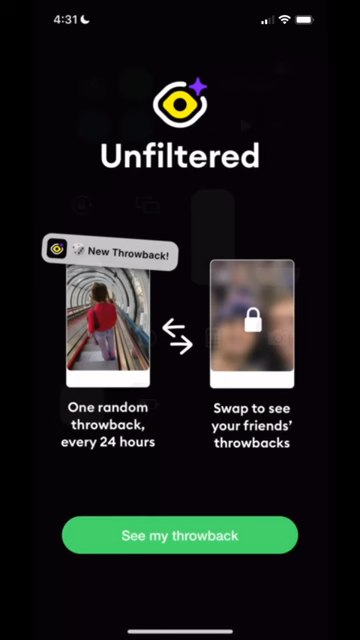 4:31
Unfiltered
New Throwback!
One random
throwback,
every 24 hours
Swap to see
your friends’
throwbacks
See my throwback